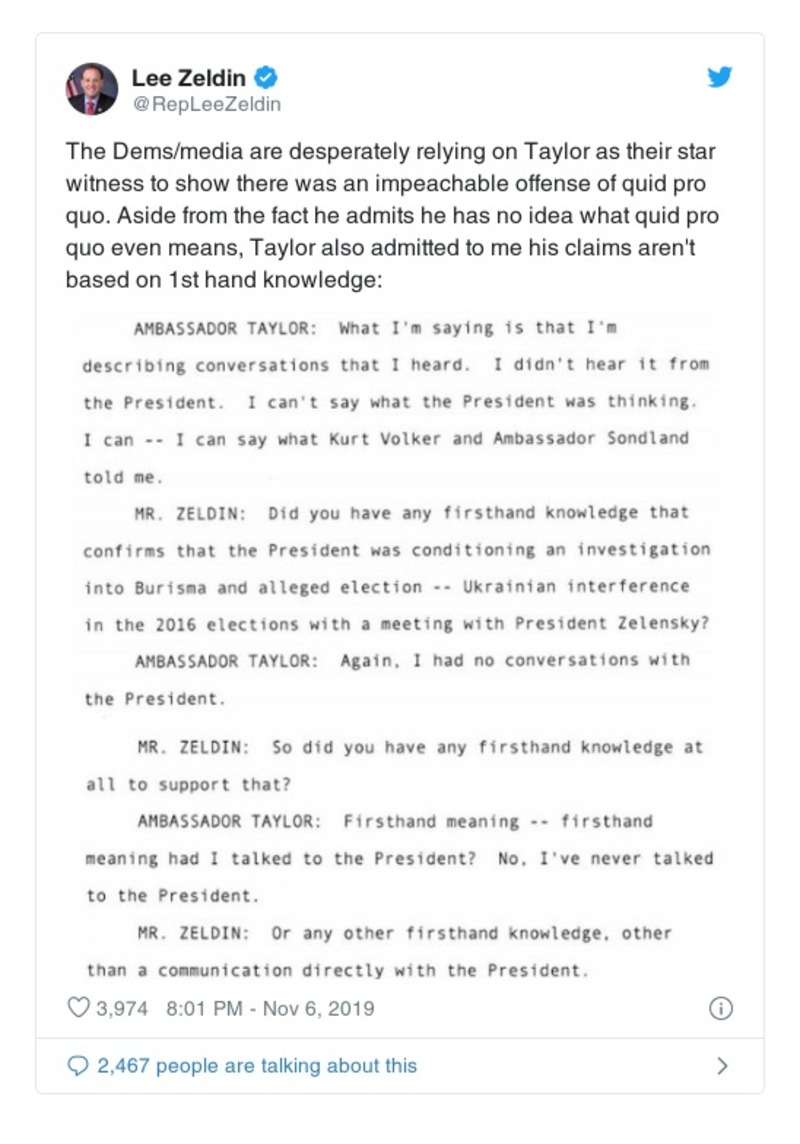 Lee Zeldin
@RepLeeZeldin
The Dems/media are desperately relying on Taylor as their star
witness to show there was an impeachable offense of quid pro
quo. Aside from the fact he admits he has no idea what quid pro
quo even means, Taylor also admitted to me his claims aren't
based on 1st hand knowledge:
AMBASSADOR TAYLOR: What I'm saying is that I'm
describing conversations that I heard. I didn't hear it from
the President. I can't say what the President was thinking.
I can -- I can say what Kurt Volker and Ambassador Sondland
told me.
MR. ZELDIN: Did you have any firsthand knowledge that
confirms that the President was conditioning an investigation
into Burisma and alleged election -- Ukrainian interference
in the 2016 elections with a meeting with President Zelensky?
AMBASSADOR TAYLOR: Again, I had no conversations with
the President.
MR. ZELDIN: So did you have any firsthand knowledge at
all to support that?
AMBASSADOR TAYLOR: Firsthand meaning -- firsthand
meaning had I talked to the President? No, I've never talked
to the President.
MR. ZELDIN: Or any other firsthand knowledge, other
than a communication directly with the President.
3,974 8:01 PM - Nov 6, 2019
2,467 people are talking about this